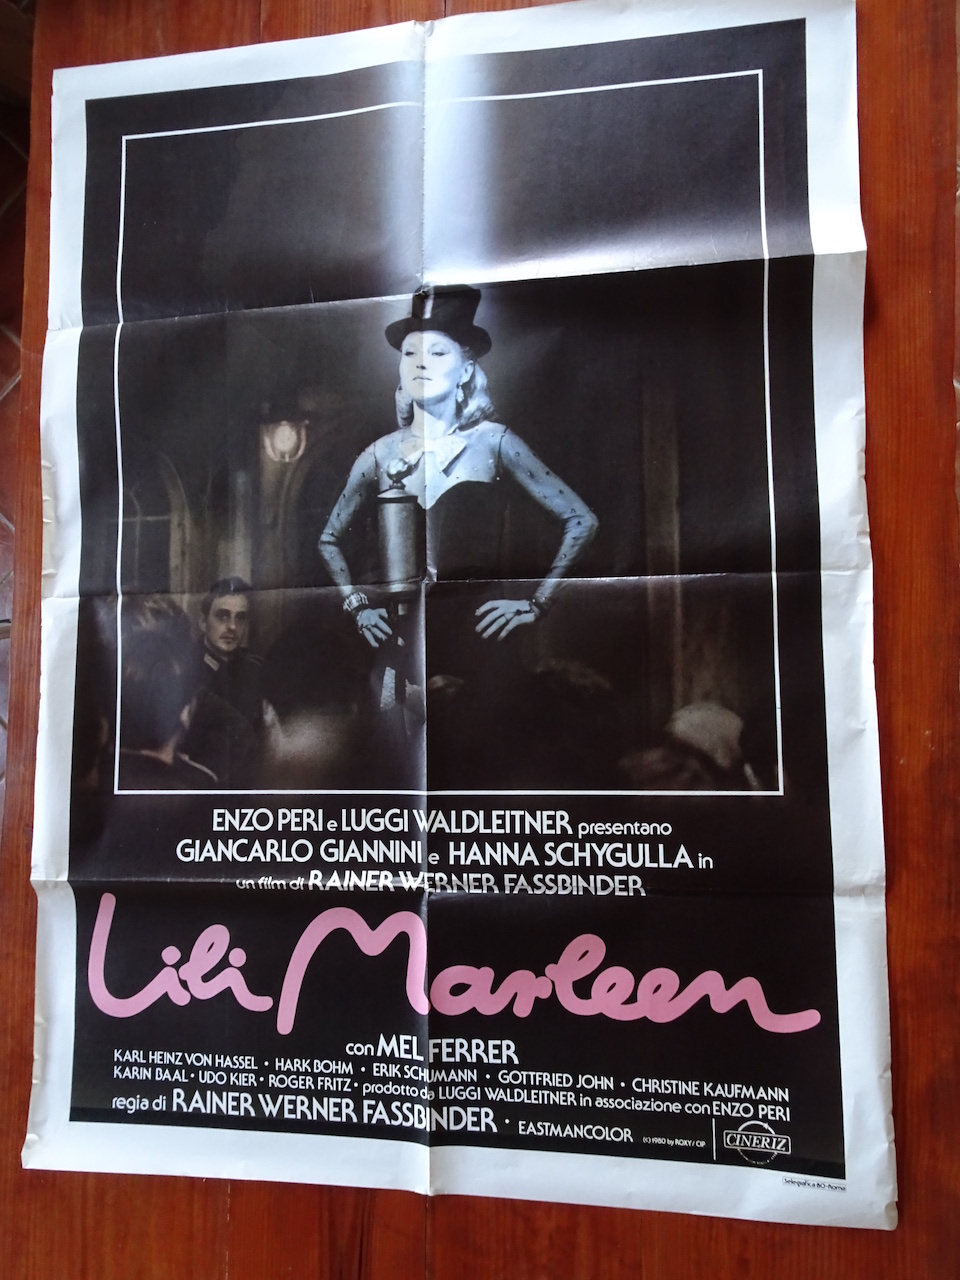 ENZO PERI e LUGGI WALDLEITNER presentano
GIANCARLO GIANNINI e HANNA SCHYGULLA in
un film di RAINER WERNER FASSBINDER
Lili Marleen
con MEL FERRER
KARL HEINZ VON HASSEL • HARK BOHM • ERIK SCHUMANN • GOTTFRIED JOHN • CHRISTINE KAUFMANN
KARIN BAAL • UDO KIER • ROGER FRITZ • prodotto da LUGGI WALDLEITNER in associazione con ENZO PERI
regia di RAINER WERNER FASSBINDER • EASTMANCOLOR (c) 1980 by ROXY / CIP
CINERIZ
Selegrafica 80-Roma